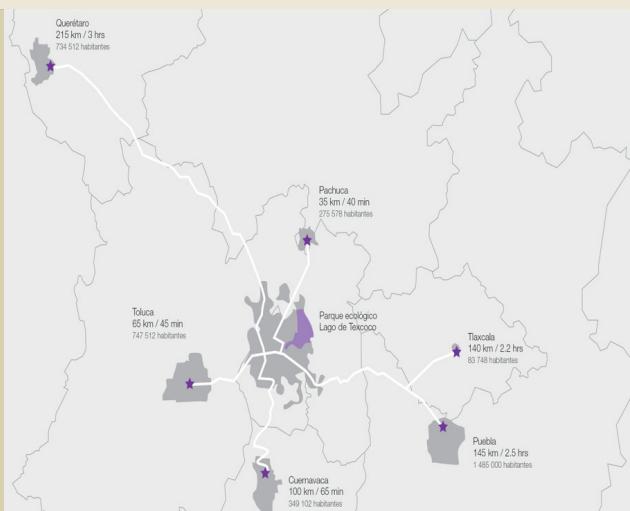 Querétaro
215 km / 3 hrs
734 512 habitantes
Pachuca
35 km / 40 min
275 578 habitantes
Toluca
65 km / 45 min
747 512 habitantes
Parque ecológico
Lago de Texcoco
Tlaxcala
140 km / 2.2 hrs
83 748 habitantes
Puebla
145 km / 2.5 hrs
1 485 000 habitantes
Cuernavaca
100 km / 65 min
349 102 habitantes